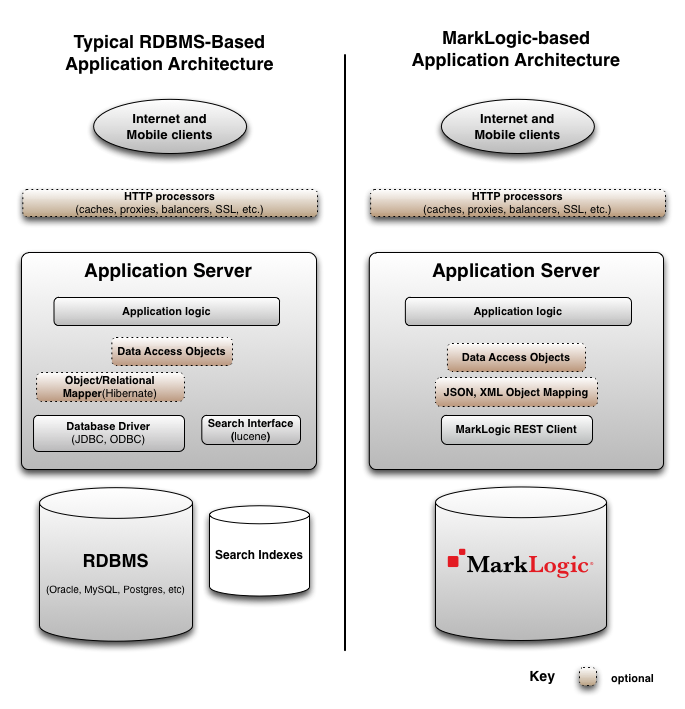 Typical RDBMS-Based
Application Architecture
Internet and
Mobile clients
HTTP processors
(caches, proxies, balancers, SSL, etc.)
Application Server
Application logic
Data Access Objects
Object/Relational
Mapper(Hibernate)
Database Driver
(JDBC, ODBC)
Search Interface
(lucene)
RDBMS
(Oracle, MySQL, Postgres, etc)
Search Indexes
MarkLogic-based
Application Architecture
Internet and
Mobile clients
HTTP processors
(caches, proxies, balancers, SSL, etc.)
Application Server
Application logic
Data Access Objects
JSON, XML Object Mapping
MarkLogic REST Client
MarkLogic®
Key
optional